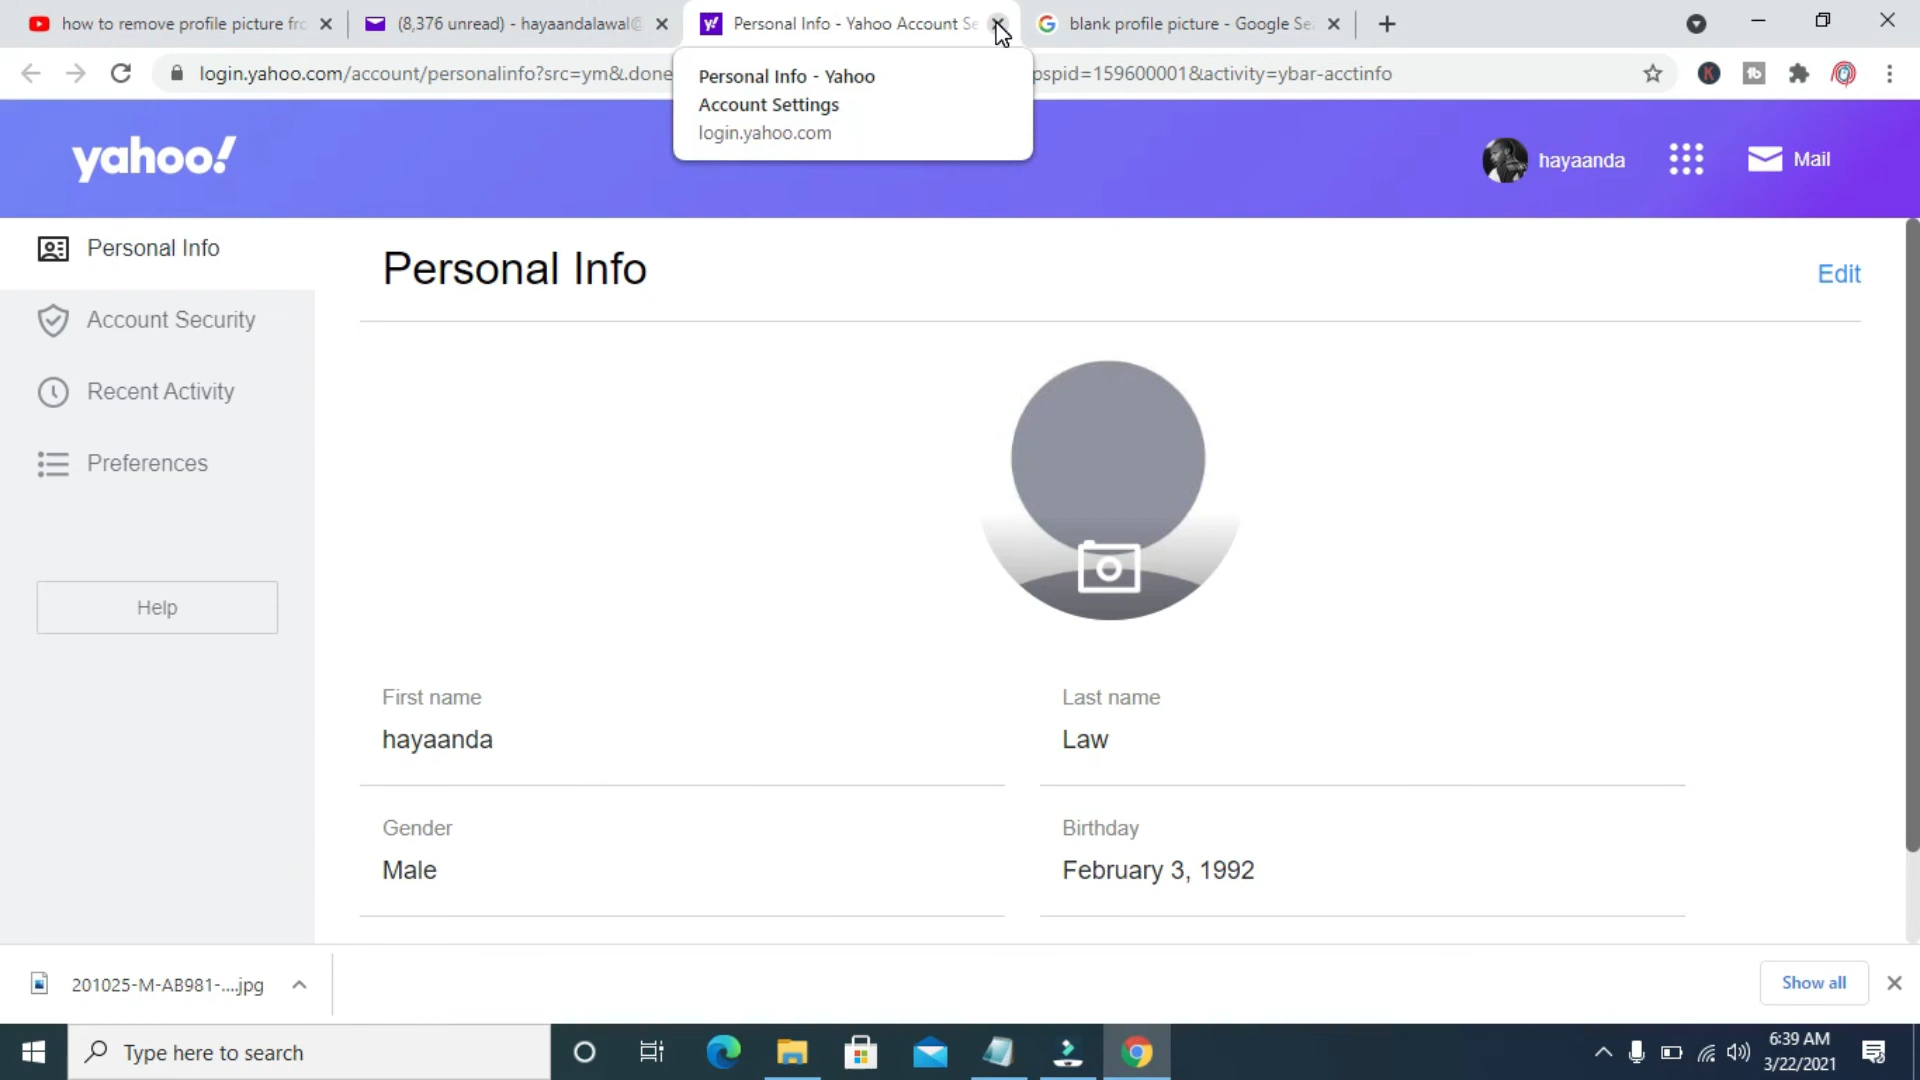 how to remove profile picture fro
(8,376 unread) - hayaandalawal@
Personal Info - Yahoo Account Se
blank profile picture - Google Se
login.yahoo.com/account/personalinfo?src=ym&.done
pspid=159600001&activity=ybar-acctinfo
Personal Info - Yahoo
Account Settings
login.yahoo.com
yahoo!
hayaanda
Mail
Personal Info
Account Security
Recent Activity
Preferences
Help
Personal Info
Edit
First name
hayaanda
Last name
Law
Gender
Male
Birthday
February 3, 1992
201025-M-AB981-....jpg
Show all
Type here to search
6:39 AM
3/22/2021